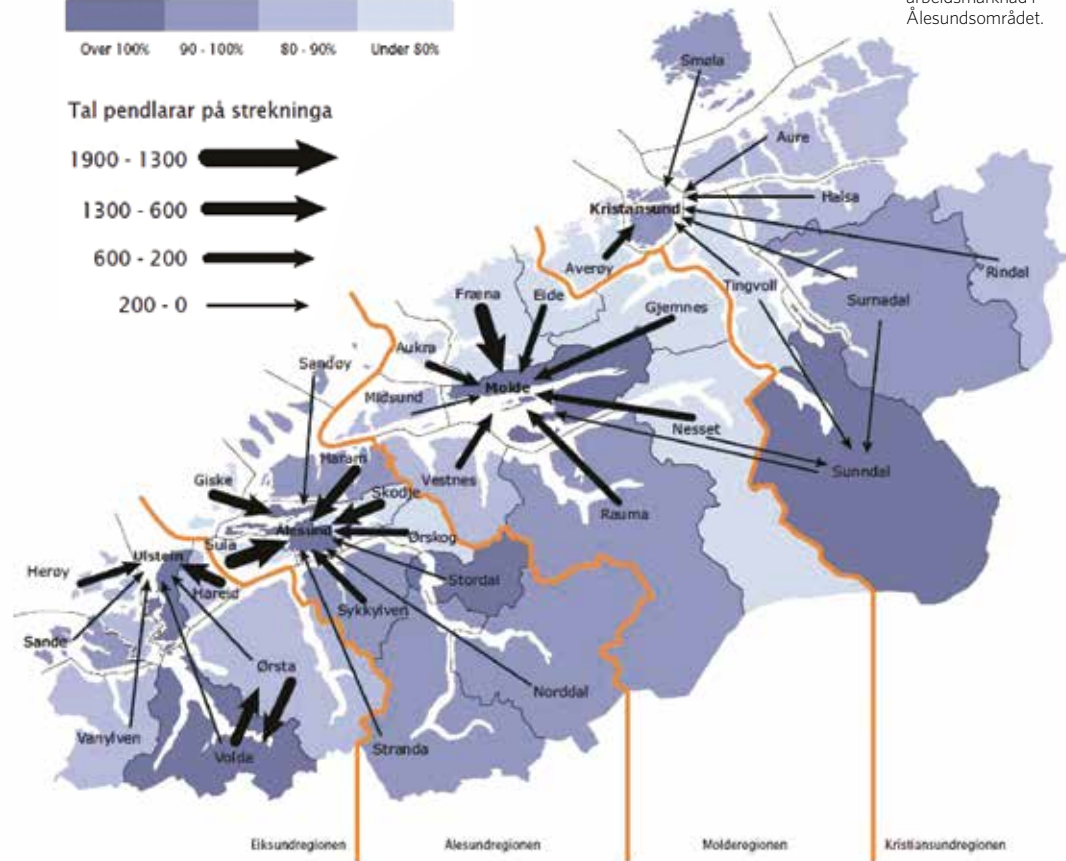 arbeidsmarknad i
Ålesundsområdet.
Over 100% 90 - 100% 80 - 90% Under 80%
Tal pendlarar på strekninga
1900 - 1300
1300 - 600
600 - 200
200 - 0
Smøla
Aure
Halsa
Kristansund
Rindal
Averøy
Tingvoll
Surnadal
Fræna
Eide
Gjemnes
Aukra
Sandøy
Molde
Midsund
Nesset
Sunndal
Haram
Vestnes
Giske
Skodje
Rauma
Ålesund
Ørskog
Sula
Ulstein
Herøy
Stordal
Hareid
Sykkylven
Sande
Ørsta
Norddal
Vanylven
Stranda
Volda
Eiksundregionen
Ålesundregionen
Molderegionen
Kristiansundregionen